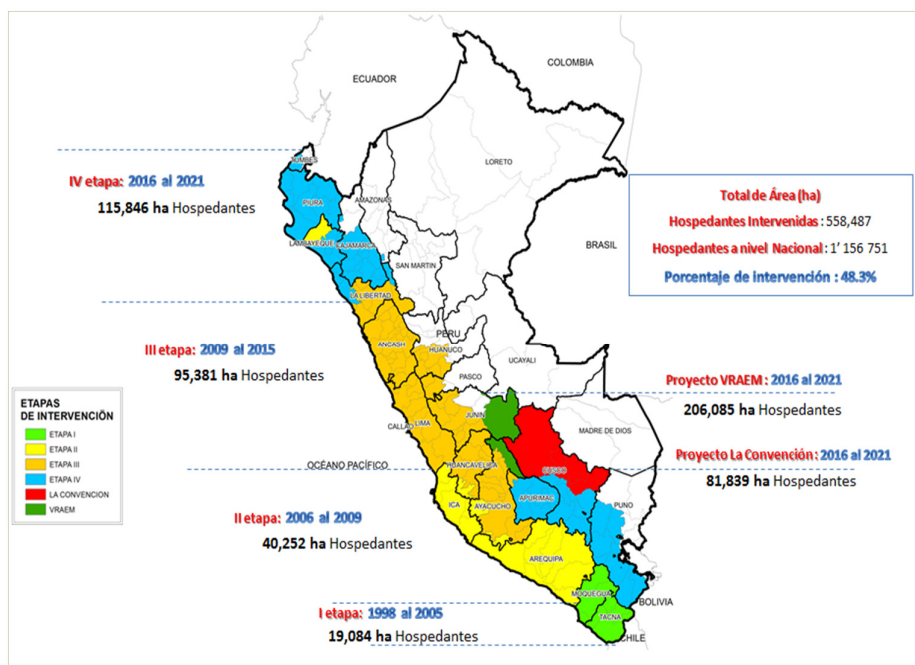 COLOMBIA
ECUADOR
LORETO
TUMBES
IV etapa: 2016 al 2021
115,846 ha Hospedantes
PIURA
AMAZONAS
LAMBAYEQUE
CAJAMARCA
SAN MARTIN
BRASIL
Total de Área (ha)
Hospedantes Intervenidas : 558,487
Hospedantes a nivel Nacional : 1' 156 751
Porcentaje de intervención : 48.3%
LA LIBERTAD
PERU
ANCASH
HUANUCO
UCAYALI
PASCO
III etapa: 2009 al 2015
95,381 ha Hospedantes
Proyecto VRAEM : 2016 al 2021
206,085 ha Hospedantes
ETAPAS
DE INTERVENCIÓN
ETAPA I
ETAPA II
ETAPA III
ETAPA IV
LA CONVENCION
VRAEM
JUNIN
CALLAO
LIMA
MADRE DE DIOS
Proyecto La Convención : 2016 al 2021
81,839 ha Hospedantes
OCÉANO PACÍFICO
HUANCAVELICA
CUSCO
ICA
AYACUCHO
APURIMAC
PUNO
II etapa: 2006 al 2009
40,252 ha Hospedantes
AREQUIPA
MOQUEGUA
BOLIVIA
I etapa: 1998 al 2005
19,084 ha Hospedantes
TACNA
CHILE